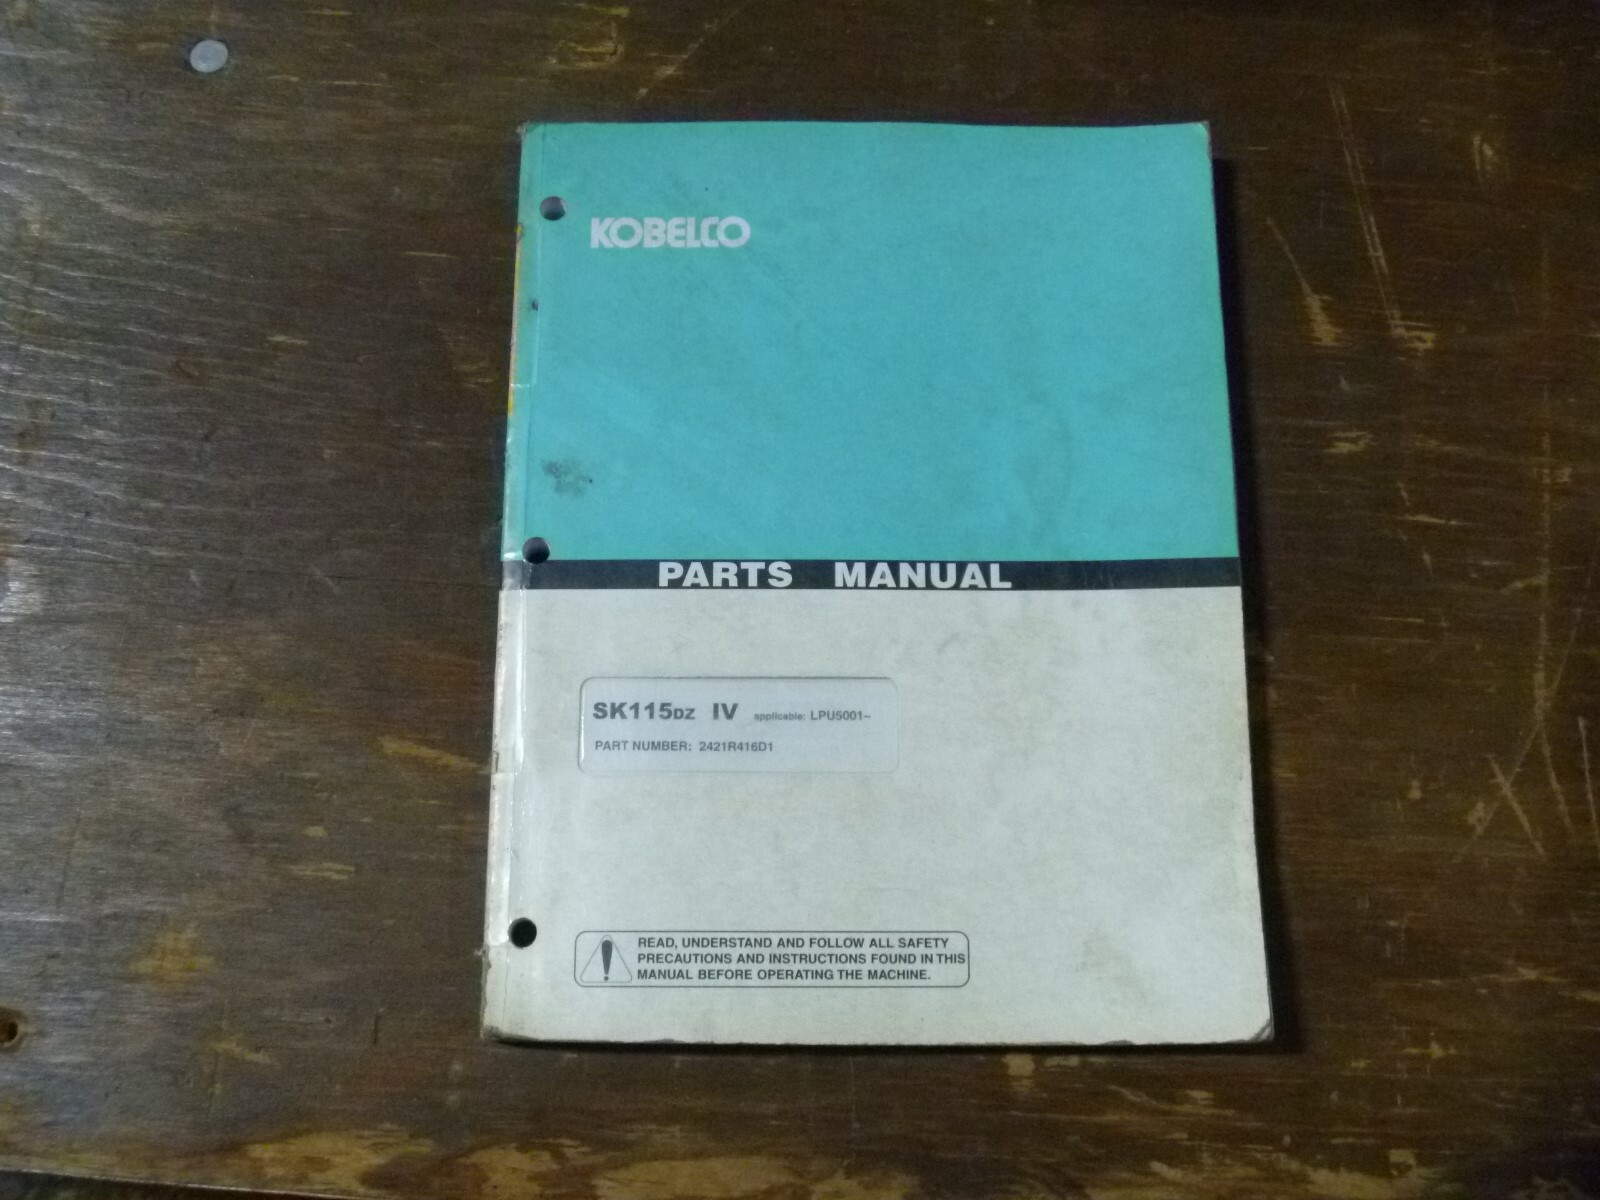 KOBELCO
PARTS MANUAL
SK115DZ IV applicable: LPU5001~
PART NUMBER: 2421R416D1
READ, UNDERSTAND AND FOLLOW ALL SAFETY
PRECAUTIONS AND INSTRUCTIONS FOUND IN THIS
MANUAL BEFORE OPERATING THE MACHINE.